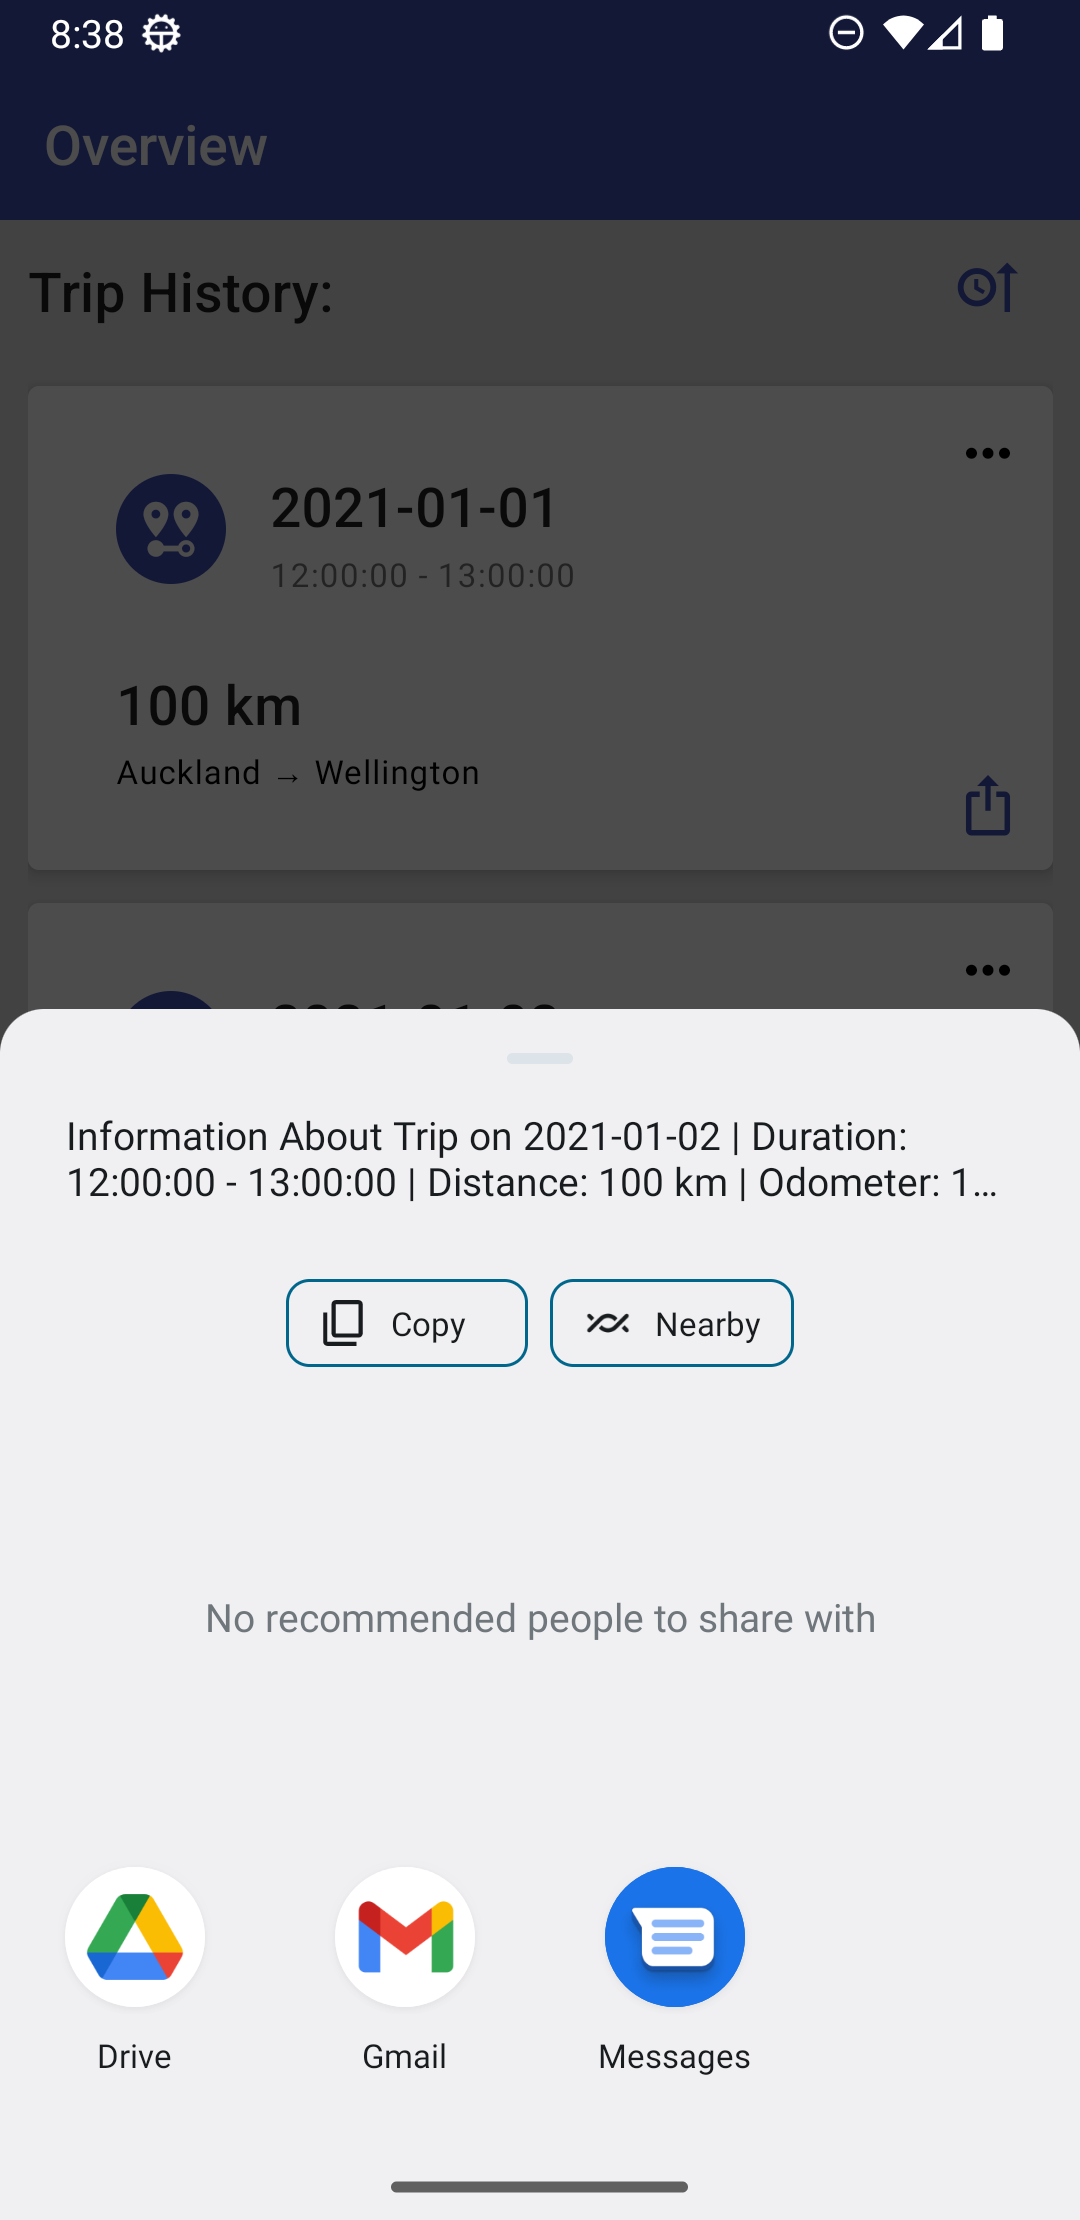 8:38
Overview
Trip History:
2021-01-01
12:00:00 - 13:00:00
100 km
Auckland → Wellington
Information About Trip on 2021-01-02 | Duration:
12:00:00 - 13:00:00 | Distance: 100 km | Odometer: 1…
Copy
Nearby
No recommended people to share with
Drive
Gmail
Messages